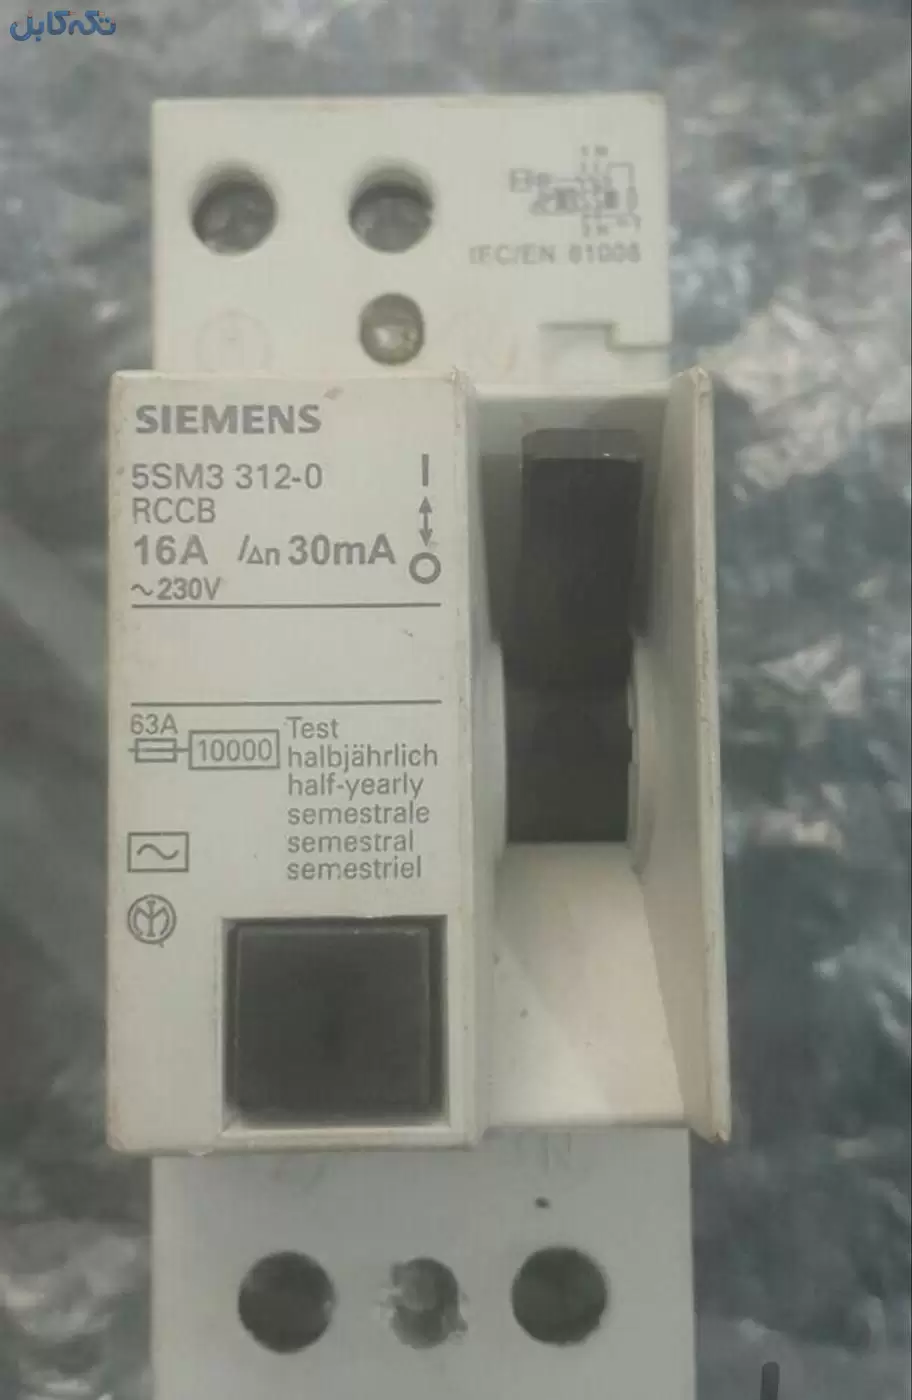 تکه کابل
IEC/EN 61008
SIEMENS
5SM3 312-0
RCCB
16A I∆n 30mA
~230V
I
O
63A
10000
Test
halbjährlich
half-yearly
semestrale
semestral
semestriel